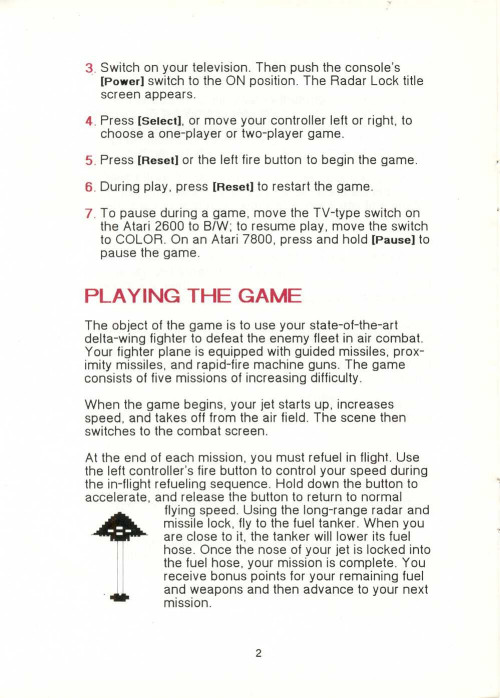 3. Switch on your television. Then push the console's
[Power] switch to the ON position. The Radar Lock title
screen appears.
4. Press [Select], or move your controller left or right, to
choose a one-player or two-player game.
5. Press [Reset] or the left fire button to begin the game.
6. During play, press [Reset] to restart the game.
7. To pause during a game, move the TV-type switch on
the Atari 2600 to B/W; to resume play, move the switch
to COLOR. On an Atari 7800, press and hold [Pause] to
pause the game.
PLAYING THE GAME
The object of the game is to use your state-of-the-art
delta-wing fighter to defeat the enemy fleet in air combat.
Your fighter plane is equipped with guided missiles, prox-
imity missiles, and rapid-fire machine guns. The game
consists of five missions of increasing difficulty.
When the game begins, your jet starts up, increases
speed, and takes off from the air field. The scene then
switches to the combat screen.
At the end of each mission, you must refuel in flight. Use
the left controller's fire button to control your speed during
the in-flight refueling sequence. Hold down the button to
accelerate, and release the button to return to normal
flying speed. Using the long-range radar and
missile lock, fly to the fuel tanker. When you
are close to it, the tanker will lower its fuel
hose. Once the nose of your jet is locked into
the fuel hose, your mission is complete. You
receive bonus points for your remaining fuel
and weapons and then advance to your next
mission.
2